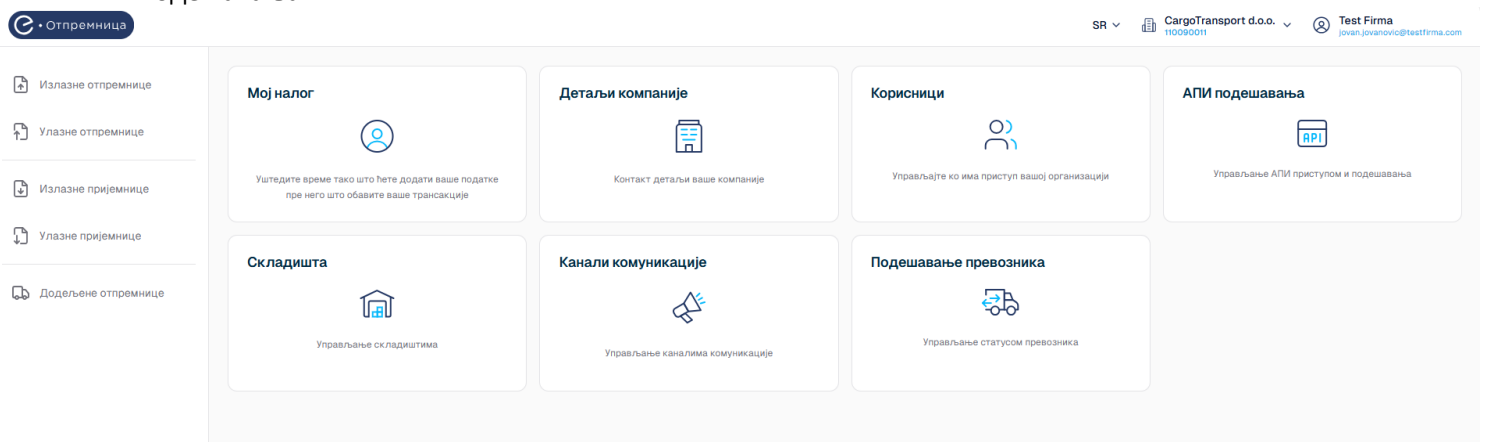 е • Отпремница
SR
CargoTransport d.o.o.
110090011
Test Firma
jovan.jovanovic@testfirma.com
Излазне отпремнице
Улазне отпремнице
Излазне пријемнице
Улазне пријемнице
Додељене отпремнице
Мој налог
Уштедите време тако што ћете додати ваше податке
пре него што обавите ваше трансакције
Детаљи компаније
Контакт детаљи ваше компаније
Корисници
Управљајте ко има приступ вашој организацији
АПИ подешавања
API
Управљање АПИ приступом и подешавања
Складишта
Управљање складиштима
Канали комуникације
Управљање каналима комуникације
Подешавање превозника
Управљање статусом превозника